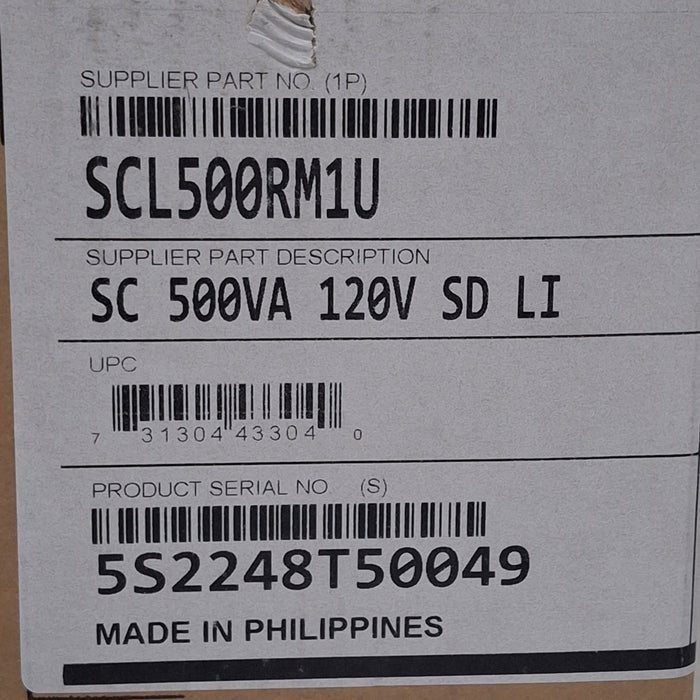 SUPPLIER PART NO. (1P)
SCL500RM1U
SUPPLIER PART DESCRIPTION
SC 500VA 120V SD LI
UPC
7 31304 43304 0
PRODUCT SERIAL NO (S)
5S2248T50049
MADE IN PHILIPPINES